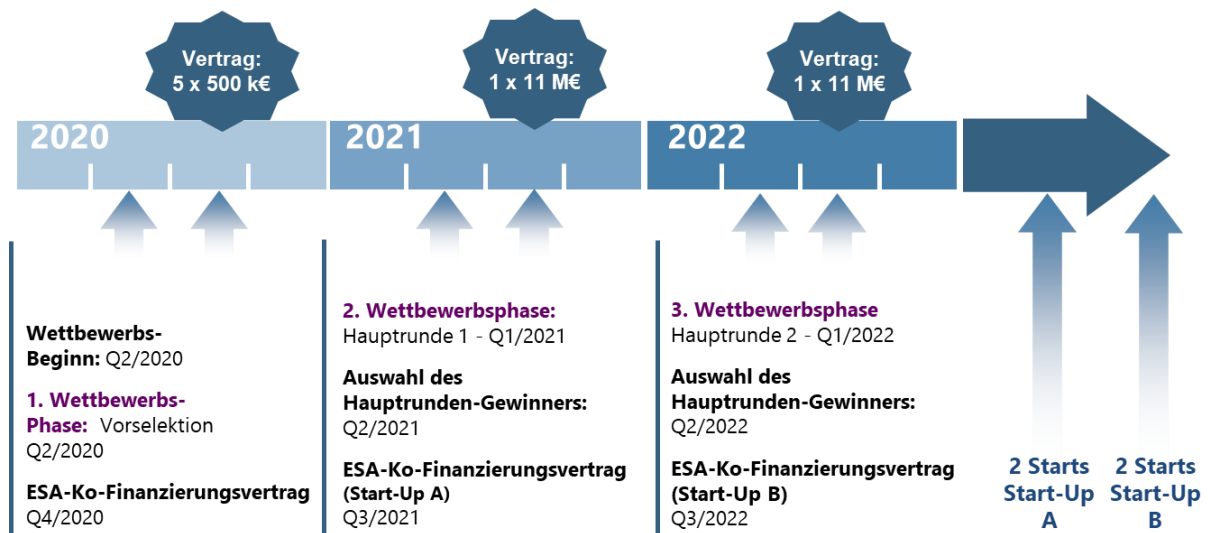 Vertrag:
5 x 500 k€
Vertrag:
1 x 11 M€
Vertrag:
1 x 11 M€
2020
2021
2022
Wettbewerbs-
Beginn: Q2/2020
1. Wettbewerbs-
Phase: Vorselektion
Q2/2020
ESA-Ko-Finanzierungsvertrag
Q4/2020
2. Wettbewerbsphase:
Hauptrunde 1 - Q1/2021
Auswahl des
Hauptrunden-Gewinners:
Q2/2021
ESA-Ko-Finanzierungsvertrag
(Start-Up A)
Q3/2021
3. Wettbewerbsphase
Hauptrunde 2 - Q1/2022
Auswahl des
Hauptrunden-Gewinners:
Q2/2022
ESA-Ko-Finanzierungsvertrag
(Start-Up B)
Q3/2022
2 Starts
Start-Up
A
2 Starts
Start-Up
B